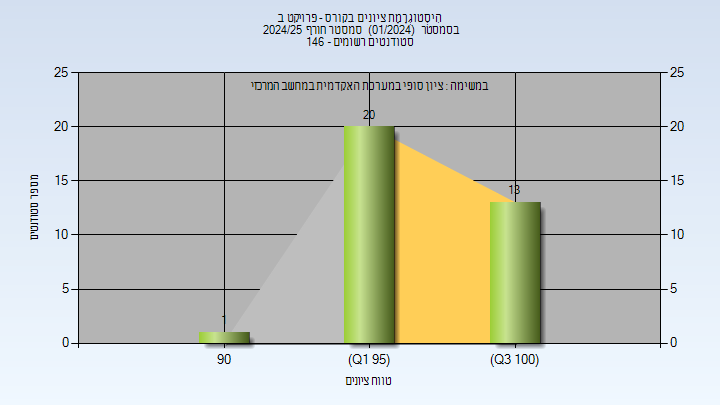 היסטוגרמת ציונים בקורס - פרויקט ב
בסמסטר (01/2024) סמסטר חורף 2024/25
סטודנטים רשומים - 146
במשימה : ציון סופי במערכת האקדמית במחשב המרכזי
25 25
20 20
15 15
10 10
5 5
0 0
1
20
13
מספר סטודנטים
90 (Q1 95) (Q3 100)
טווח ציונים